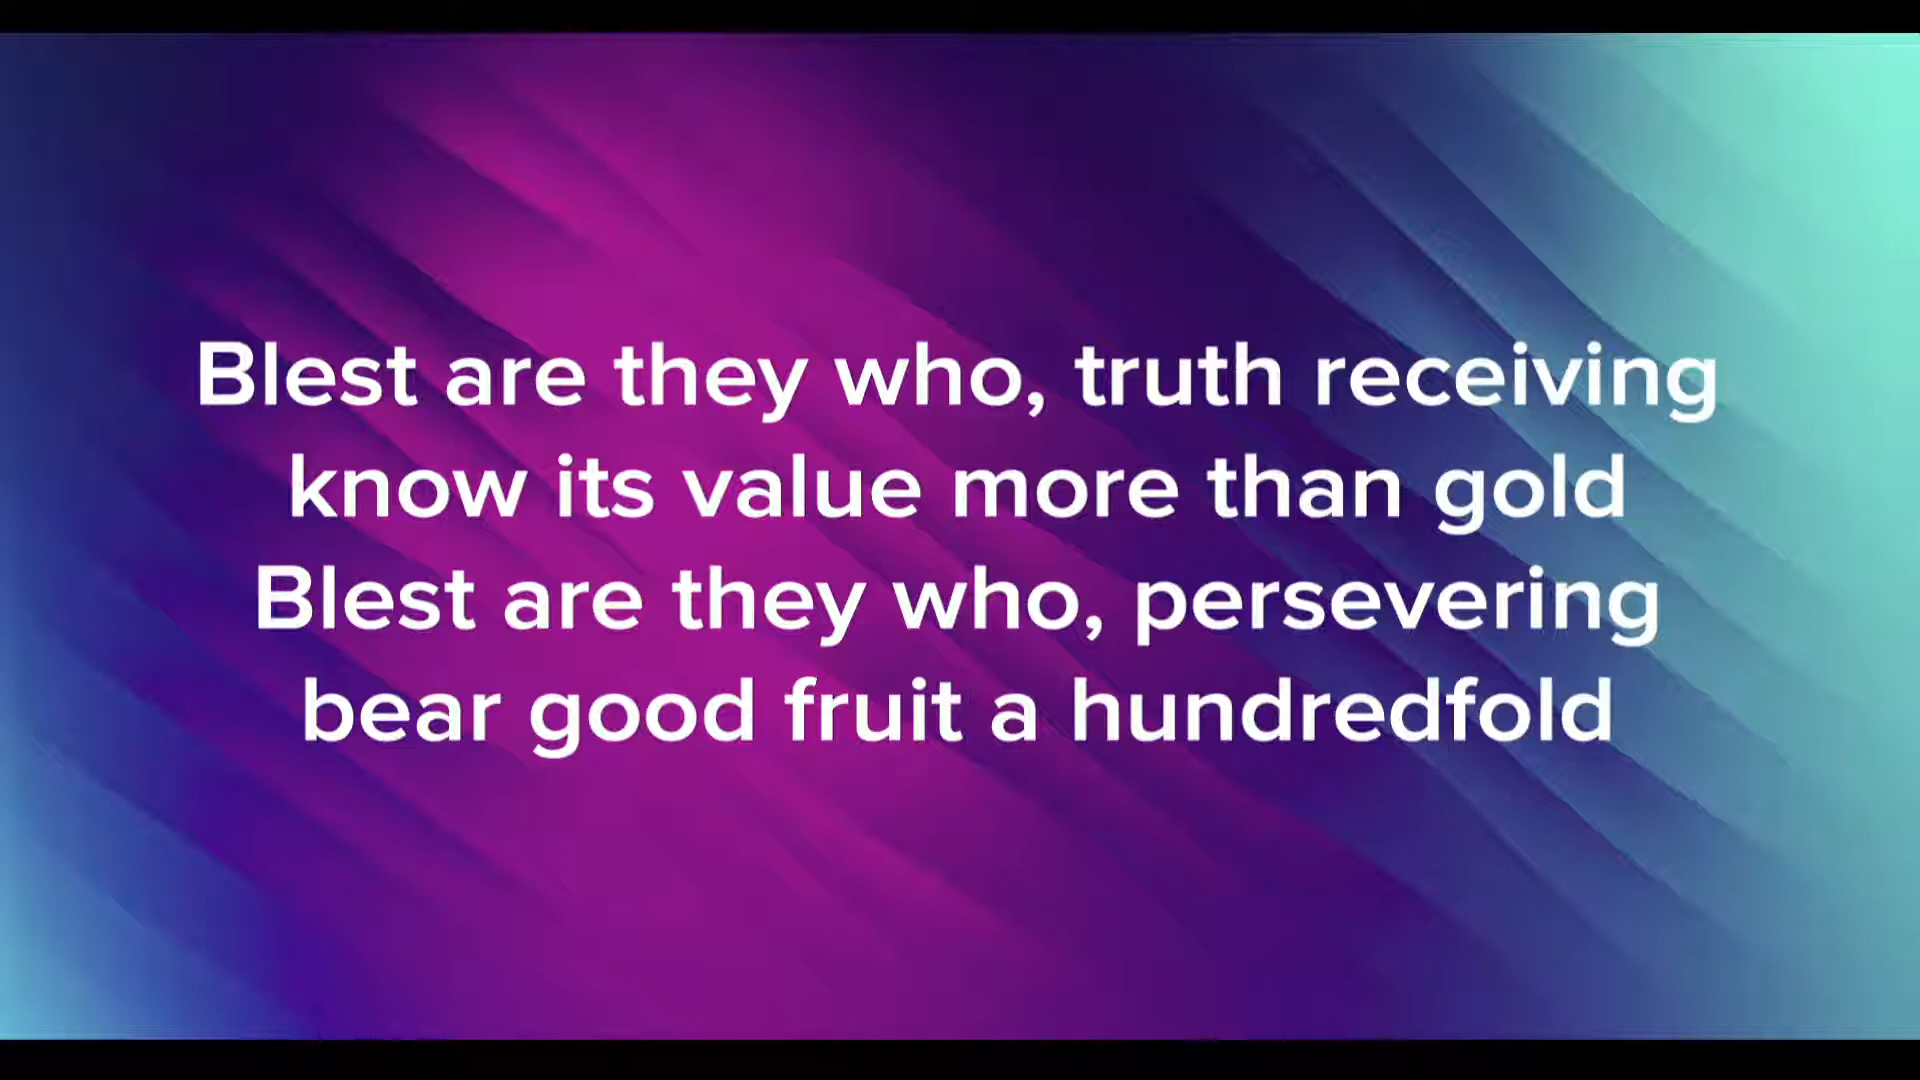 Blest are they who, truth receiving
know its value more than gold
Blest are they who, persevering
bear good fruit a hundredfold